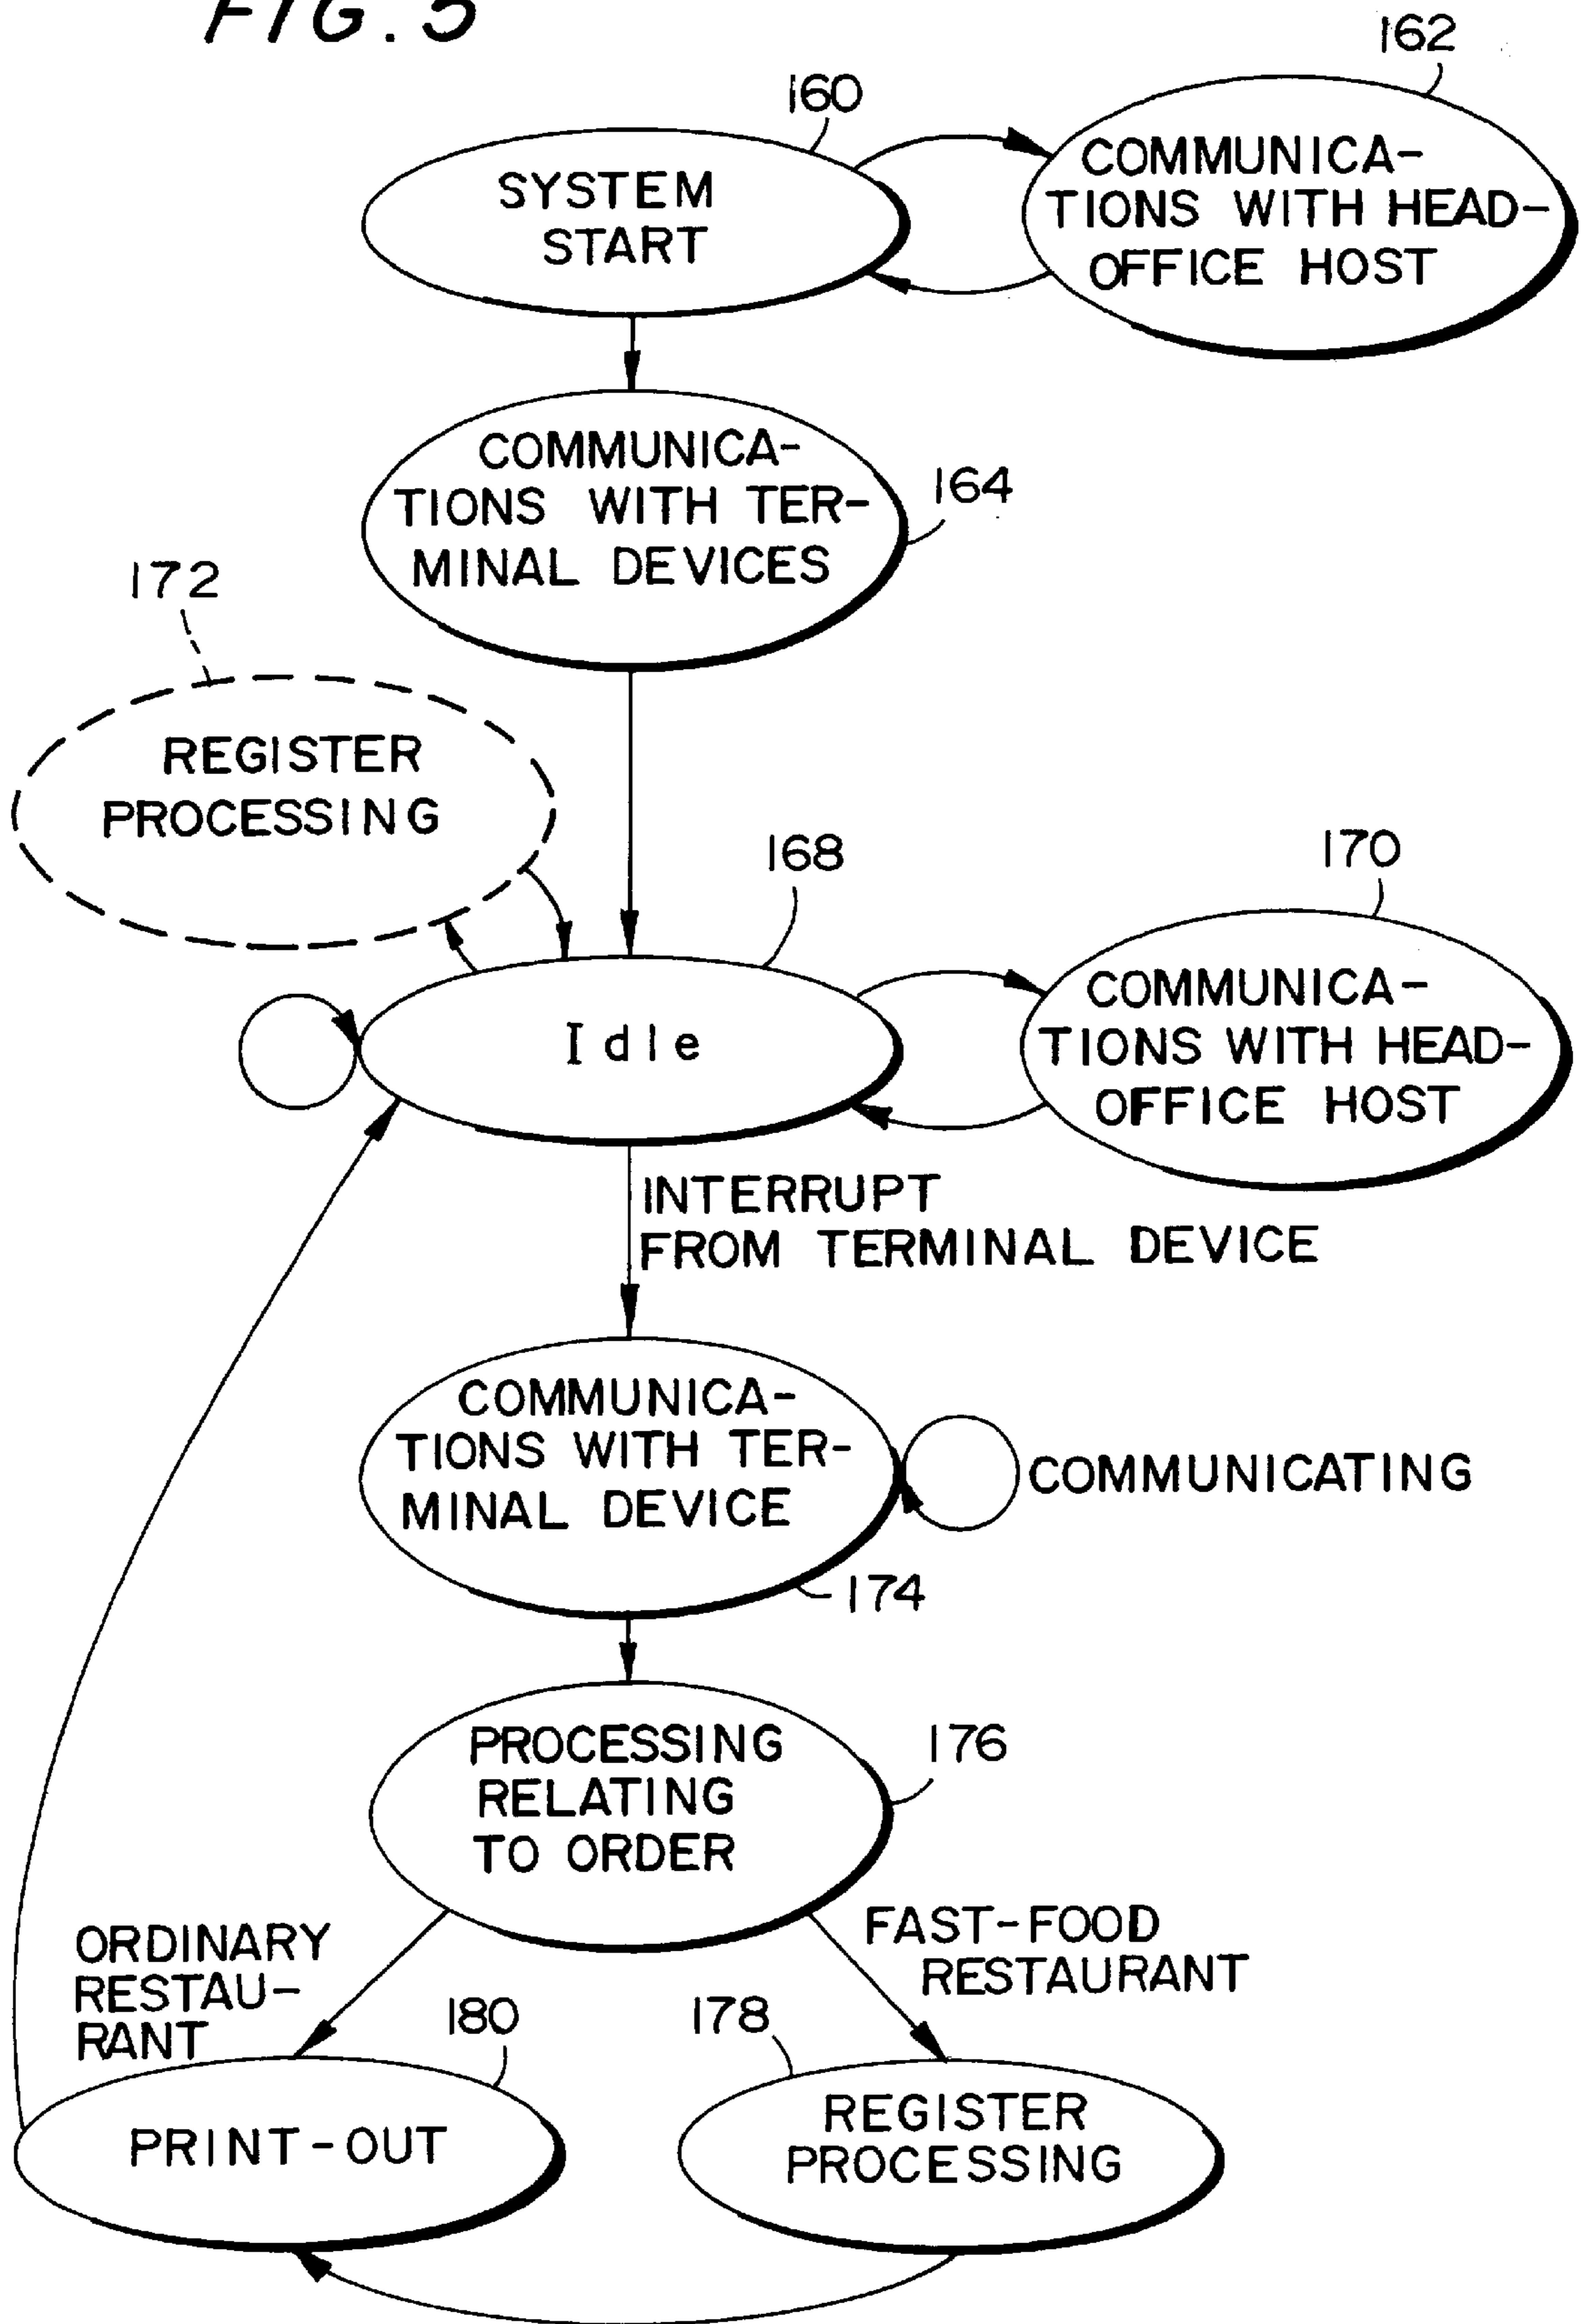 FIG. 5
162
160
COMMUNICA-
TIONS WITH HEAD-
OFFICE HOST
SYSTEM
START
COMMUNICA-
TIONS WITH TER-
MINAL DEVICES
164
172
REGISTER
PROCESSING
168
170
COMMUNICA-
TIONS WITH HEAD-
OFFICE HOST
Idle
INTERRUPT
FROM TERMINAL DEVICE
COMMUNICA-
TIONS WITH TER-
MINAL DEVICE
COMMUNICATING
174
PROCESSING
RELATING
TO ORDER
176
ORDINARY
RESTAU-
RANT
FAST-FOOD
RESTAURANT
180
178
PRINT-OUT
REGISTER
PROCESSING